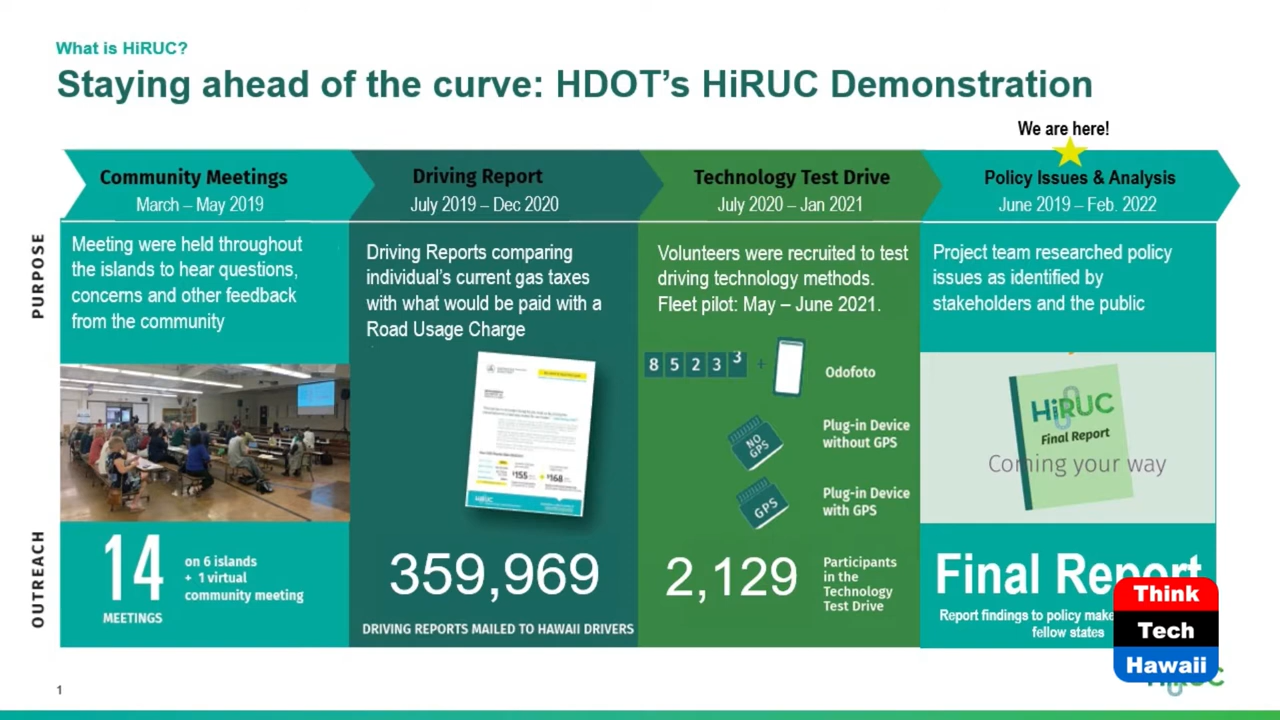 What is HiRUC?
Staying ahead of the curve: HDOT's HiRUC Demonstration
We are here!
Community Meetings
March – May 2019
Driving Report
July 2019 – Dec 2020
Technology Test Drive
July 2020 – Jan 2021
Policy Issues & Analysis
June 2019 – Feb. 2022
PURPOSE
Meeting were held throughout
the islands to hear questions,
concerns and other feedback
from the community
Driving Reports comparing
individual's current gas taxes
with what would be paid with a
Road Usage Charge
Volunteers were recruited to test
driving technology methods.
Fleet pilot: May – June 2021.
Project team researched policy
issues as identified by
stakeholders and the public
$155
$168
HiRUC
8 5 2 3 3
+
Odofoto
NO
GPS
Plug-in Device
without GPS
GPS
Plug-in Device
with GPS
HiRUC
Final Report
Coming your way
OUTREACH
14
MEETINGS
on 6 islands
+ 1 virtual
community meeting
359,969
DRIVING REPORTS MAILED TO HAWAII DRIVERS
2,129
Participants
in the
Technology
Test Drive
Final Report
Report findings to policy
fellow states
Think
Tech
Hawaii
HiRUC
1